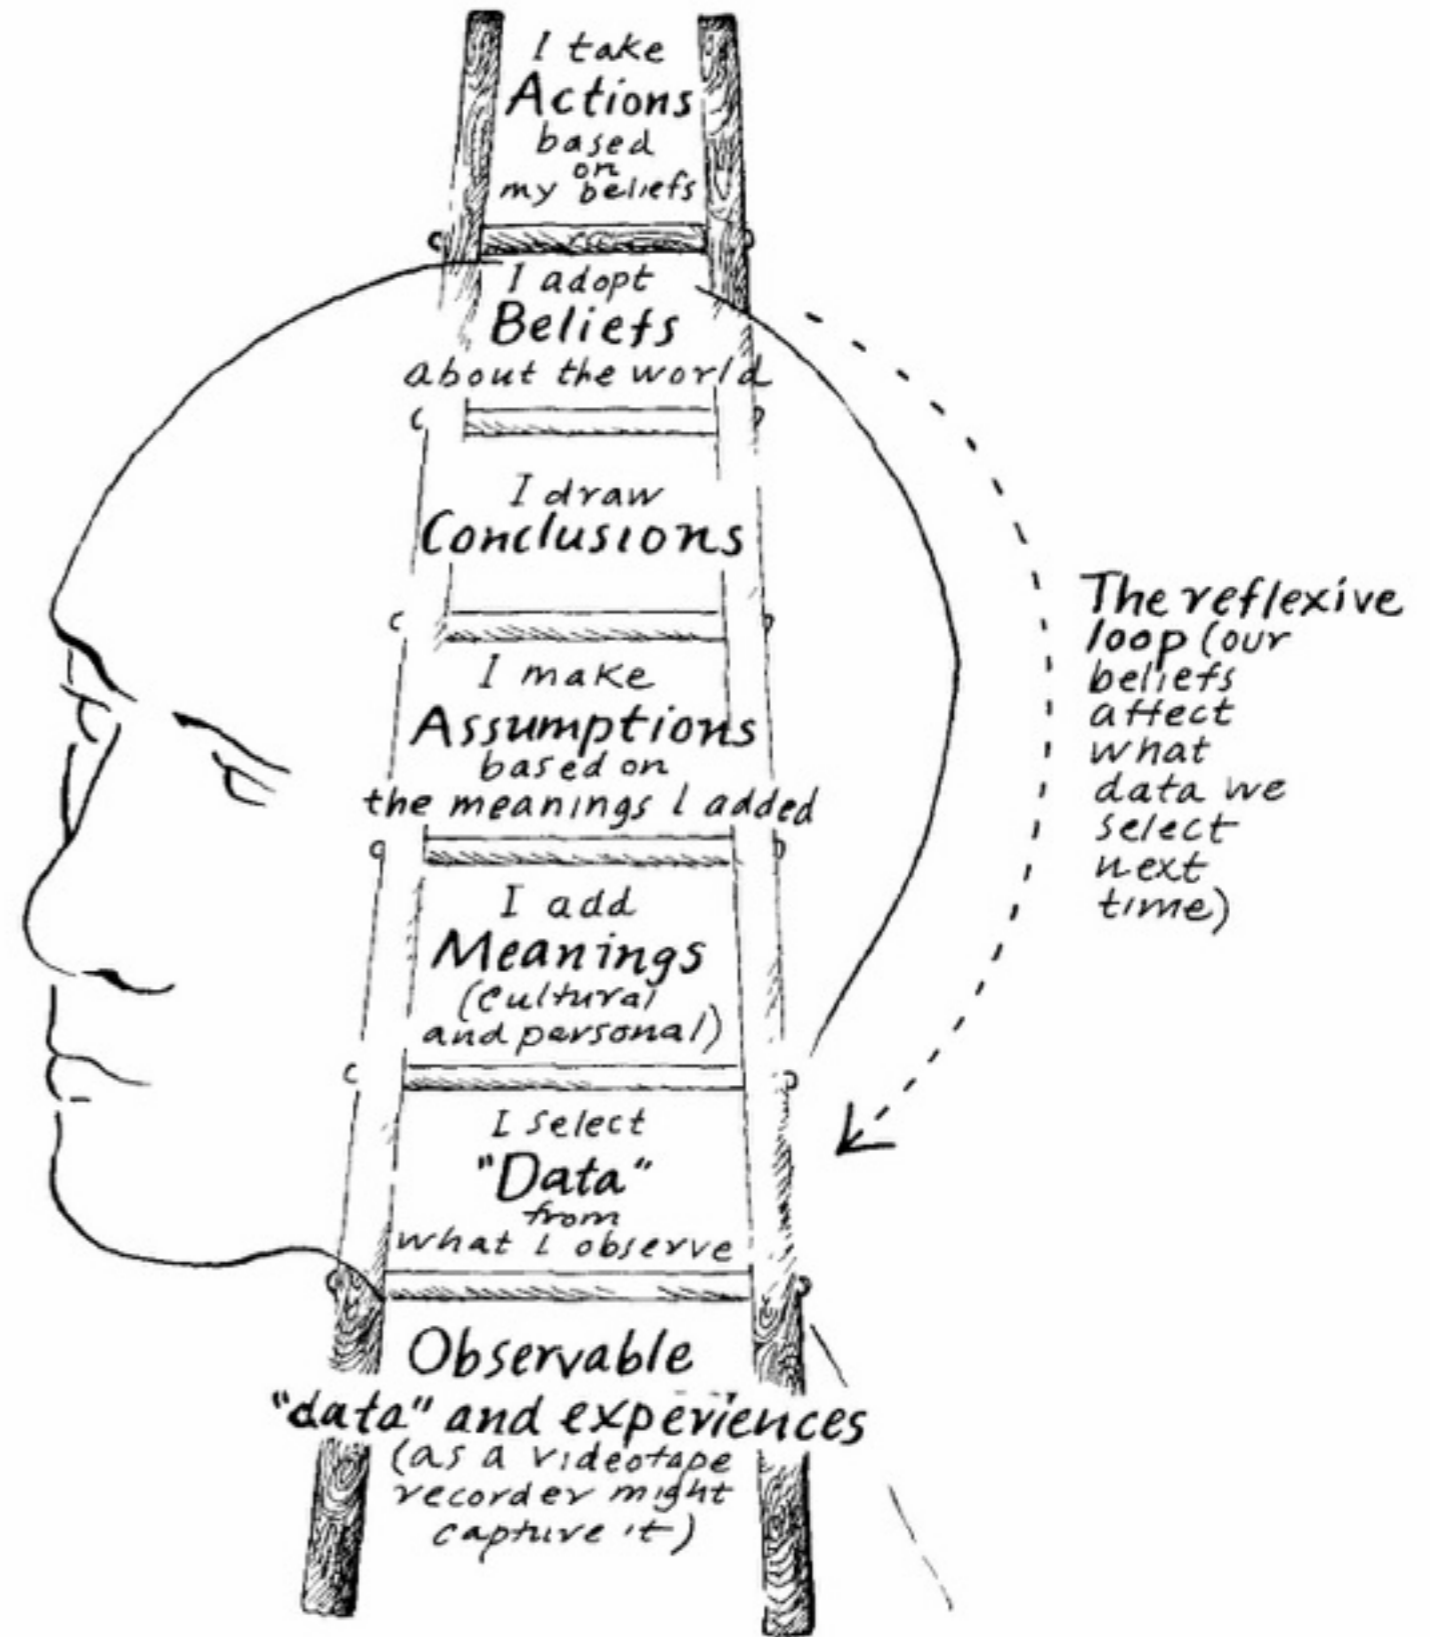 I take
Actions
based
on
my beliefs
I adopt
Beliefs
about the world
I draw
Conclusions
I make
Assumptions
based on
the meanings I added
I add
Meanings
(cultural
and personal)
I select
"Data"
from
what I observe
Observable
"data" and experiences
(as a videotape
recorder might
capture it)
The reflexive
loop (our
beliefs
affect
what
data we
select
next
time)